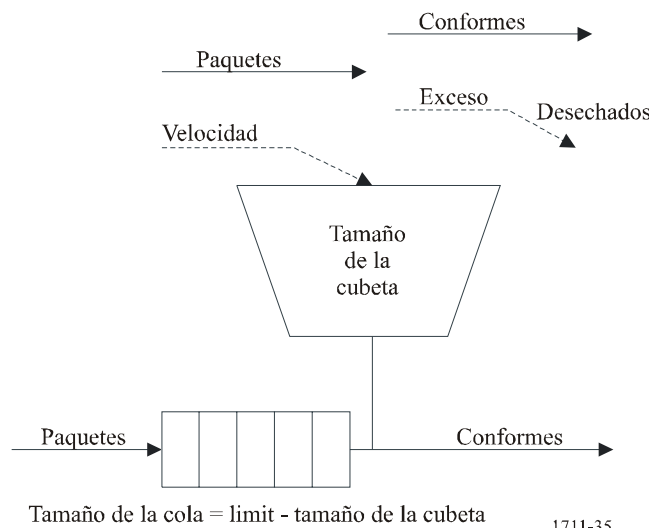 Conformes
Paquetes
Exceso
Desechados
Velocidad
Tamaño
de la
cubeta
Paquetes
Conformes
Tamaño de la cola = limit - tamaño de la cubeta
1711-35